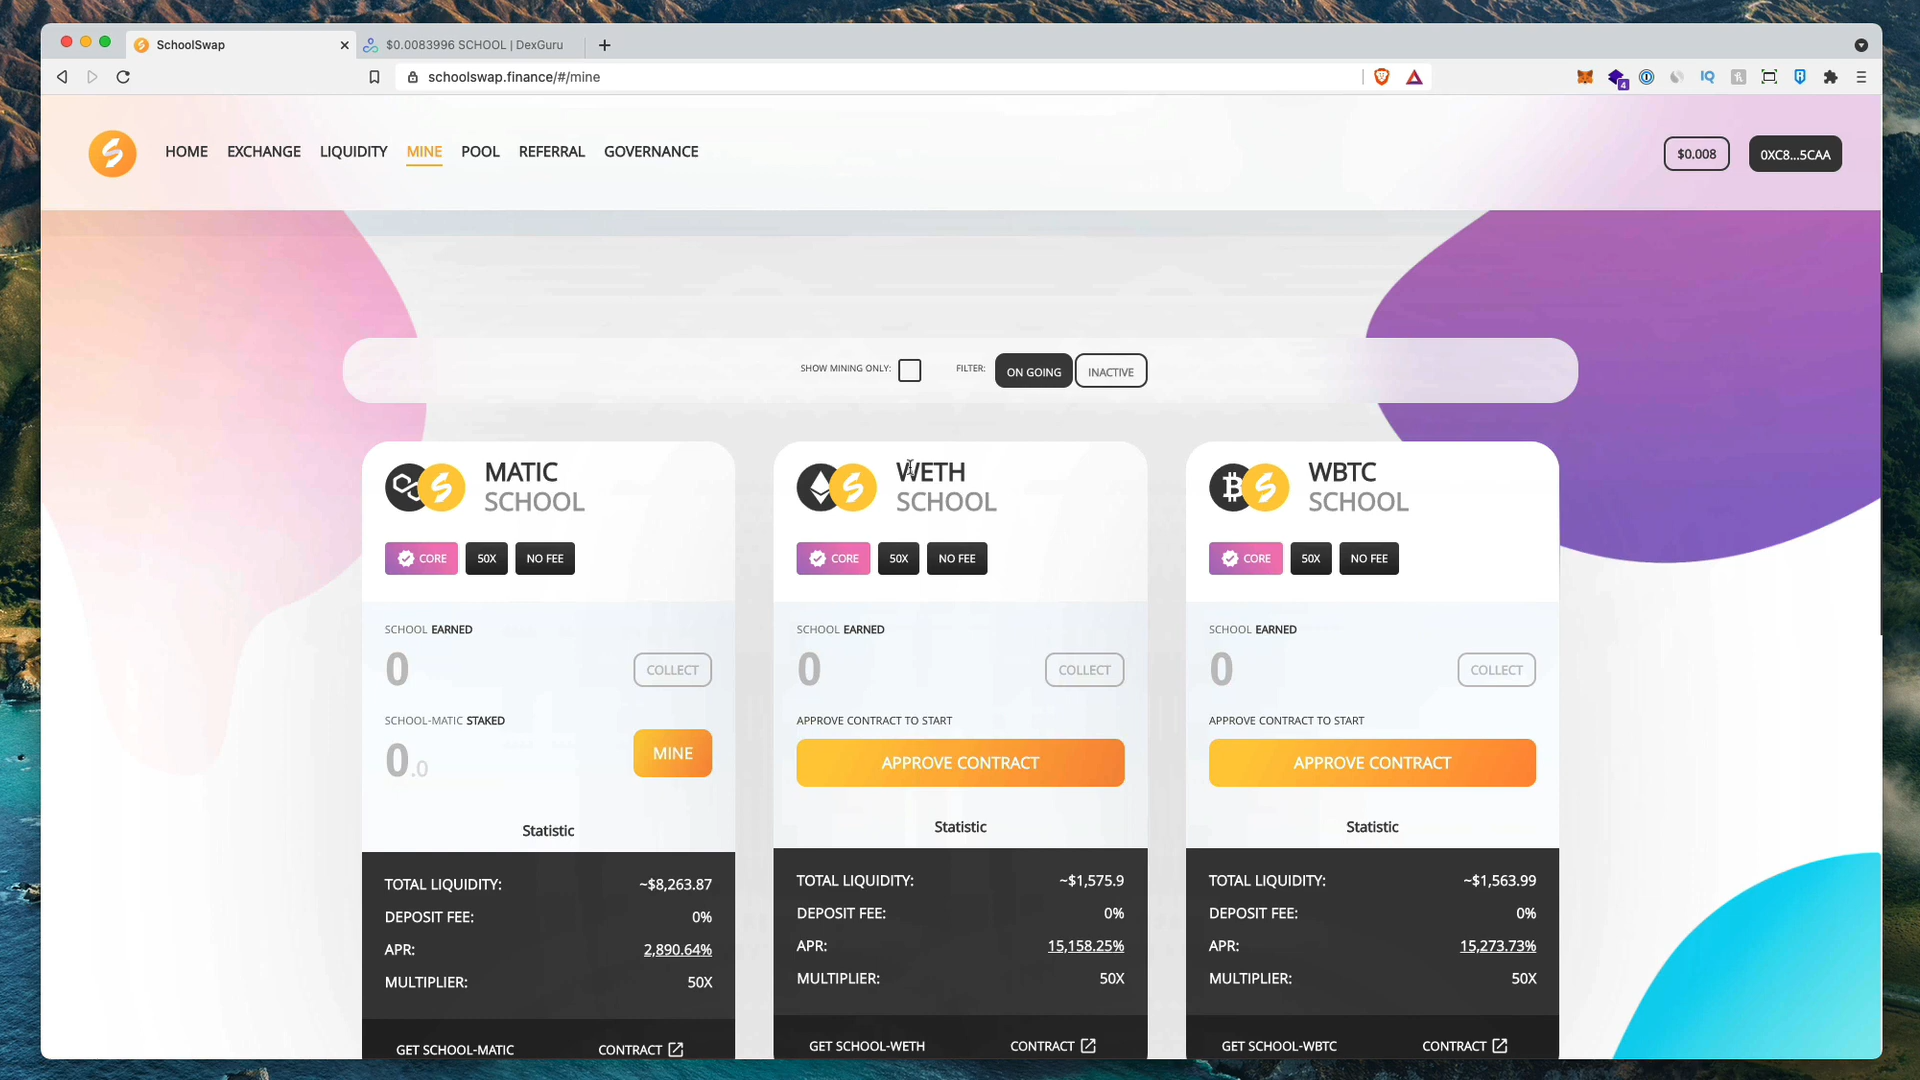 SchoolSwap
$0.0083996 SCHOOL | DexGuru
schoolswap.finance/#/mine
4
IQ
HOME EXCHANGE LIQUIDITY MINE POOL REFERRAL GOVERNANCE
$0.008
0XC8...5CAA
SHOW MINING ONLY:
FILTER: ON GOING INACTIVE
MATIC
SCHOOL
CORE 50X NO FEE
SCHOOL EARNED
0
COLLECT
SCHOOL-MATIC STAKED
0.0
MINE
Statistic
TOTAL LIQUIDITY: ~$8,263.87
DEPOSIT FEE: 0%
APR: 2,890.64%
MULTIPLIER: 50X
GET SCHOOL-MATIC CONTRACT
WETH
SCHOOL
CORE 50X NO FEE
SCHOOL EARNED
0
COLLECT
APPROVE CONTRACT TO START
APPROVE CONTRACT
Statistic
TOTAL LIQUIDITY: ~$1,575.9
DEPOSIT FEE: 0%
APR: 15,158.25%
MULTIPLIER: 50X
GET SCHOOL-WETH CONTRACT
WBTC
SCHOOL
CORE 50X NO FEE
SCHOOL EARNED
0
COLLECT
APPROVE CONTRACT TO START
APPROVE CONTRACT
Statistic
TOTAL LIQUIDITY: ~$1,563.99
DEPOSIT FEE: 0%
APR: 15,273.73%
MULTIPLIER: 50X
GET SCHOOL-WBTC CONTRACT